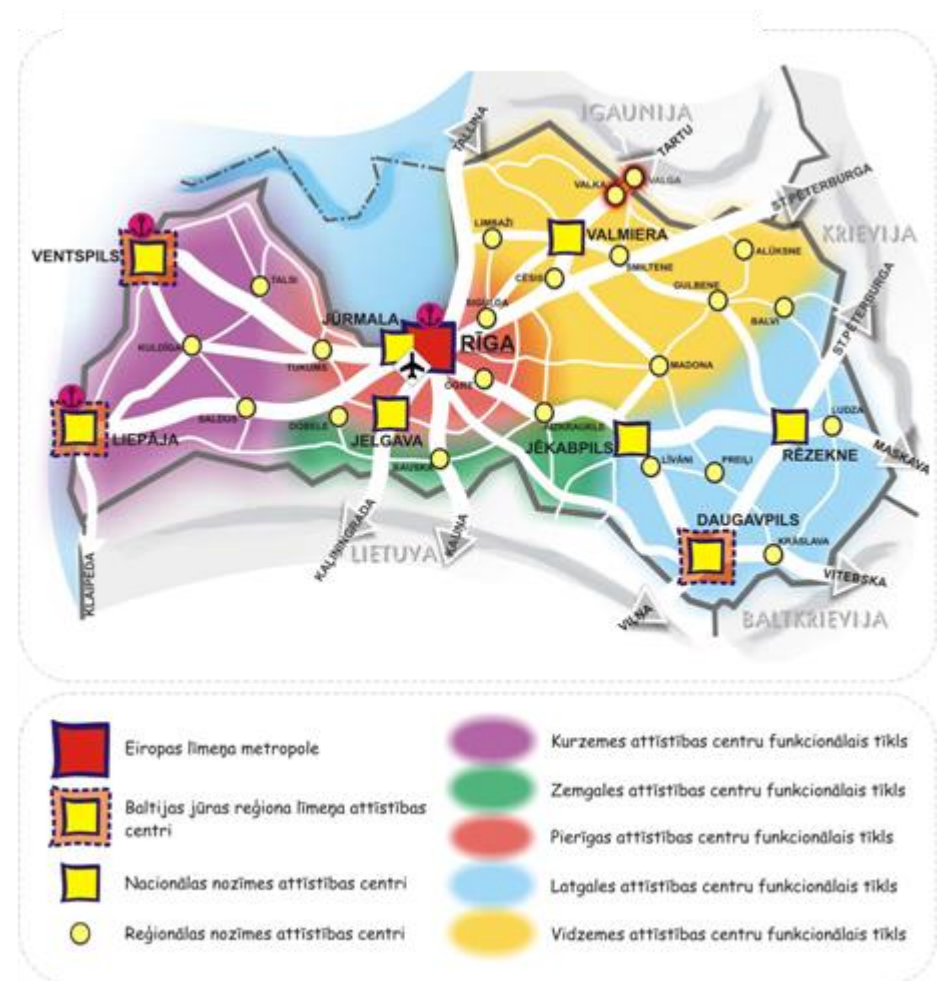 IGAUNIJA
TALLINA
TARTU
VALKA
VALGA
ST.PĒTERBURGA
KRIEVIJA
LIMBAŽI
VALMIERA
VENTSPILS
CĒSIS
SMILTENE
ALŪKSNE
TALSI
GULBENE
ST.PĒTERBURGA
SIGULDA
BALVI
JŪRMALA
RĪGA
KULDĪGA
TUKUMS
MADONA
OGRE
SALDUS
DOBELE
AIZKRAUKLE
LUDZA
LIEPĀJA
JELGAVA
JĒKABPILS
RĒZEKNE
MASKAVA
BAUSKA
LĪVĀNI
PREIĻI
DAUGAVPILS
KAĻIŅINGRADA
KAUŅA
LIETUVA
KRĀSLAVA
KLAIPĒDA
VITEBSKA
VIĻŅA
BALTKRIEVIJA
Eiropas līmeņa metropole
Baltijas jūras reģiona līmeņa attīstības
centri
Nacionālas nozīmes attīstības centri
Reģionālas nozīmes attīstības centri
Kurzemes attīstības centru funkcionālais tīkls
Zemgales attīstības centru funkcionālais tīkls
Pierīgas attīstības centru funkcionālais tīkls
Latgales attīstības centru funkcionālais tīkls
Vidzemes attīstības centru funkcionālais tīkls